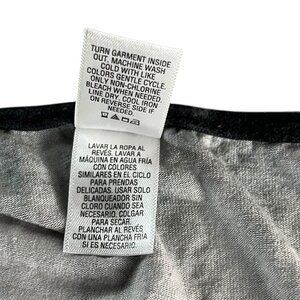 TURN GARMENT INSIDE
OUT. MACHINE WASH
COLD WITH LIKE
COLORS GENTLE CYCLE.
ONLY NON-CHLORINE
BLEACH WHEN NEEDED.
LINE DRY. COOL IRON
ON REVERSE SIDE IF
NEEDED.
LAVAR LA ROPA AL
REVÉS. LAVAR A
MÁQUINA EN AGUA FRÍA
CON COLORES
SIMILARES EN EL CICLO
PARA PRENDAS
DELICADAS. USAR SOLO
BLANQUEADOR SIN
CLORO CUANDO SEA
NECESARIO. COLGAR
PARA SECAR.
PLANCHAR AL REVÉS
CON UNA PLANCHA FRÍA
SI ES NECESARIO.